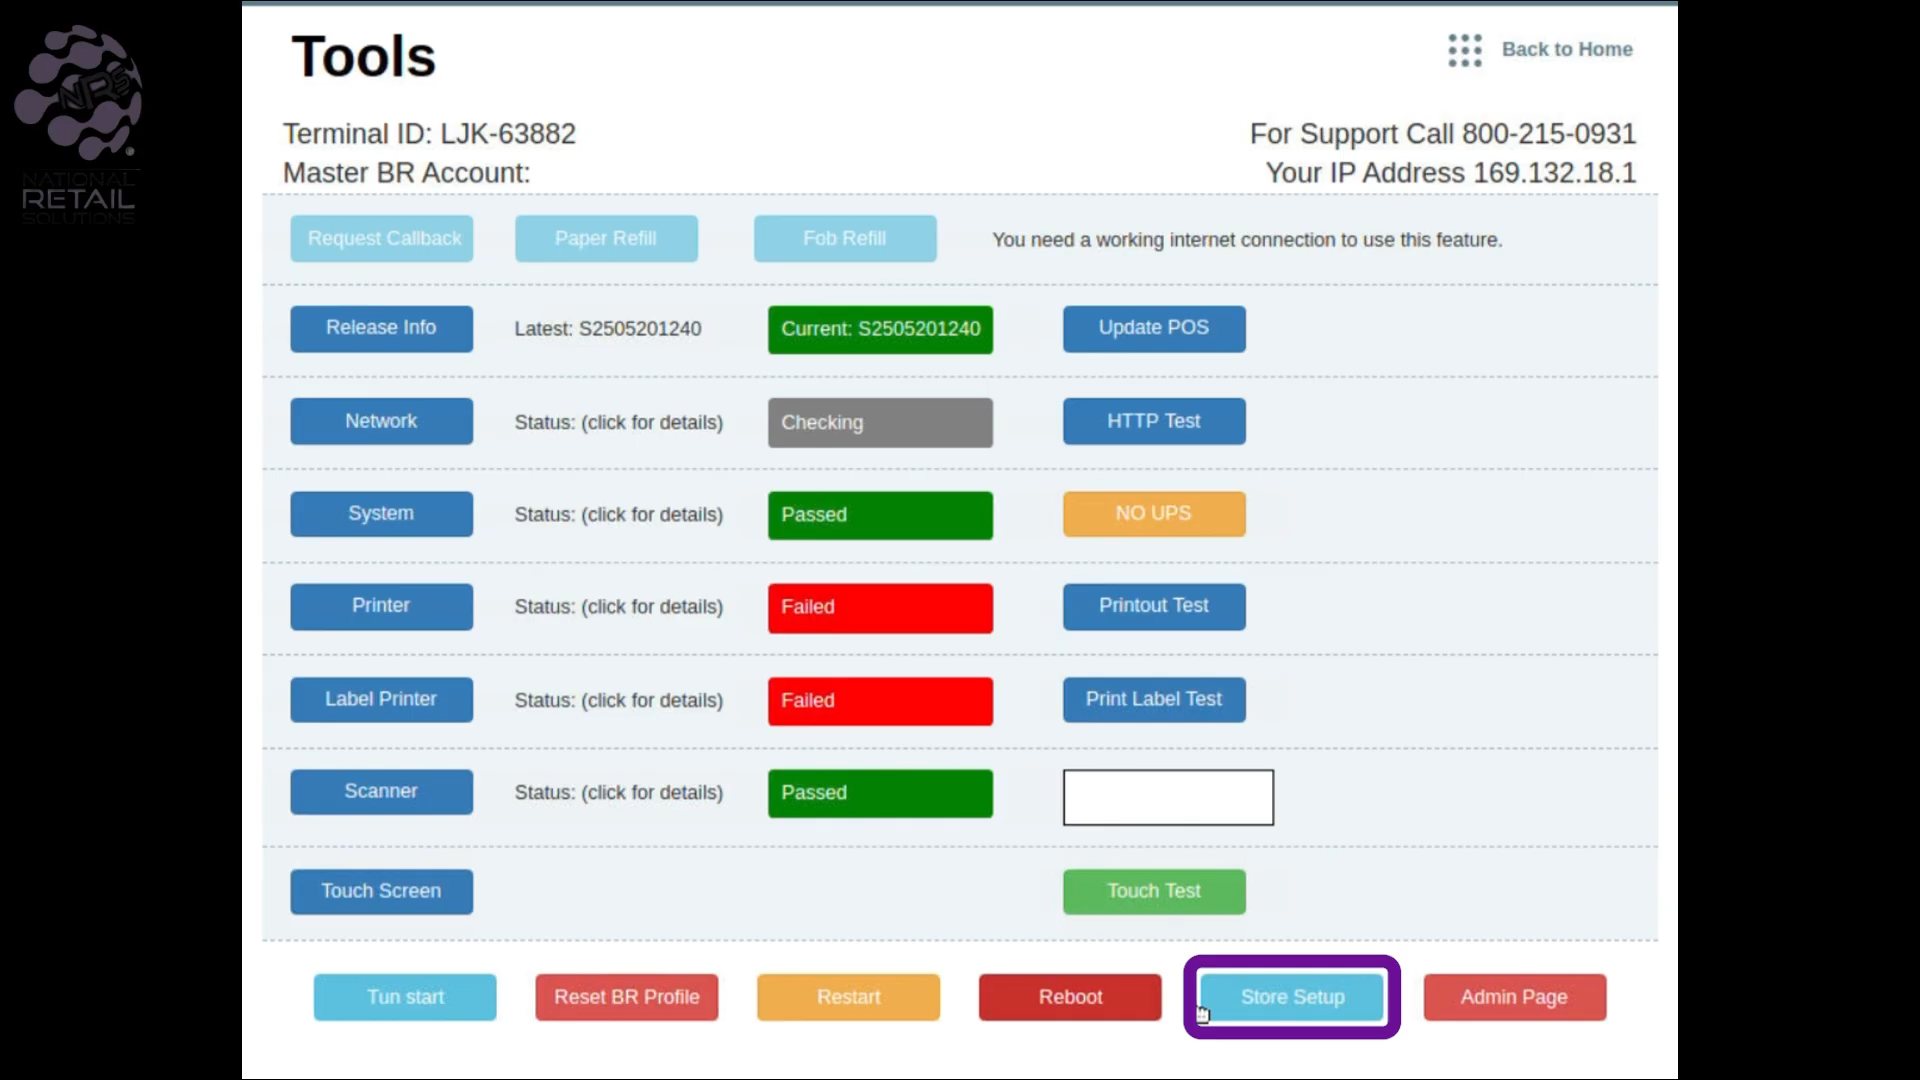 NRS
NATIONAL
RETAIL
SOLUTIONS
Tools
Back to Home
Terminal ID: LJK-63882
For Support Call 800-215-0931
Master BR Account:
Your IP Address 169.132.18.1
Request Callback
Paper Refill
Fob Refill
You need a working internet connection to use this feature.
Release Info
Latest: S2505201240
Current: S2505201240
Update POS
Network
Status: (click for details)
Checking
HTTP Test
System
Status: (click for details)
Passed
NO UPS
Printer
Status: (click for details)
Failed
Printout Test
Label Printer
Status: (click for details)
Failed
Print Label Test
Scanner
Status: (click for details)
Passed
Touch Screen
Touch Test
Tun start
Reset BR Profile
Restart
Reboot
Store Setup
Admin Page